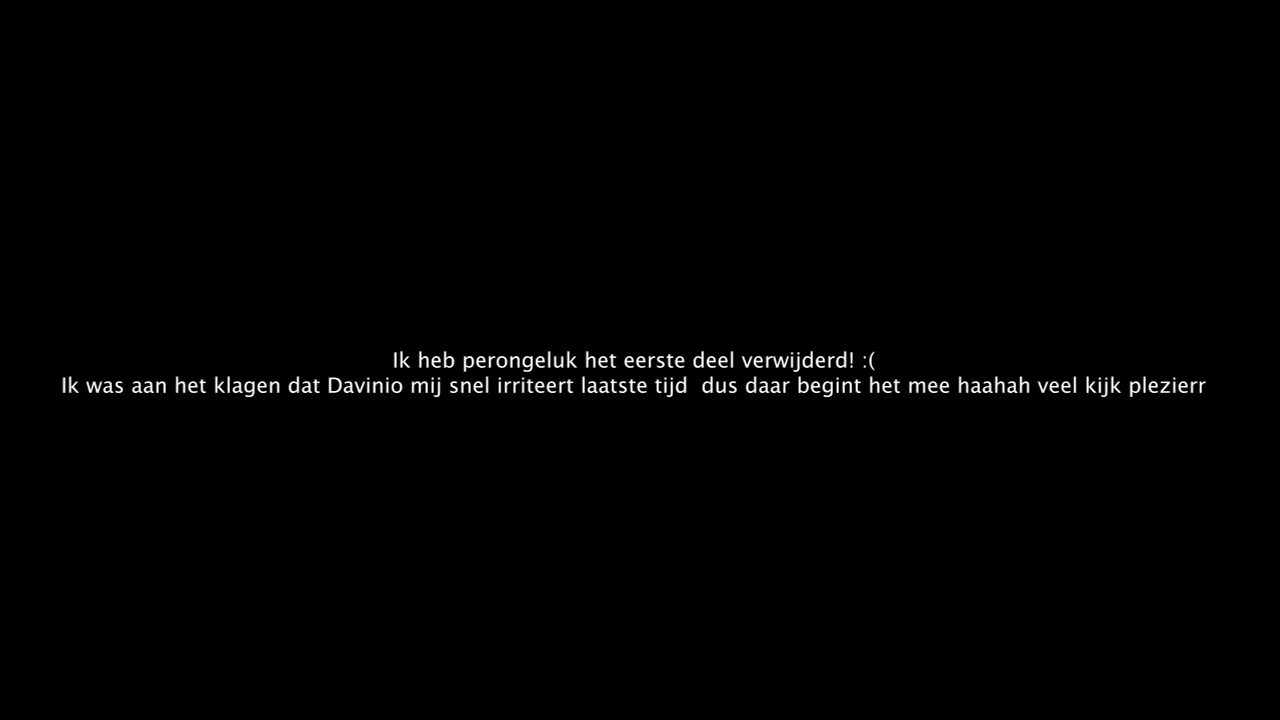 Ik heb perongeluk het eerste deel verwijderd! :(
Ik was aan het klagen dat Davinio mij snel irriteert laatste tijd  dus daar begint het mee haahah veel kijk plezierr